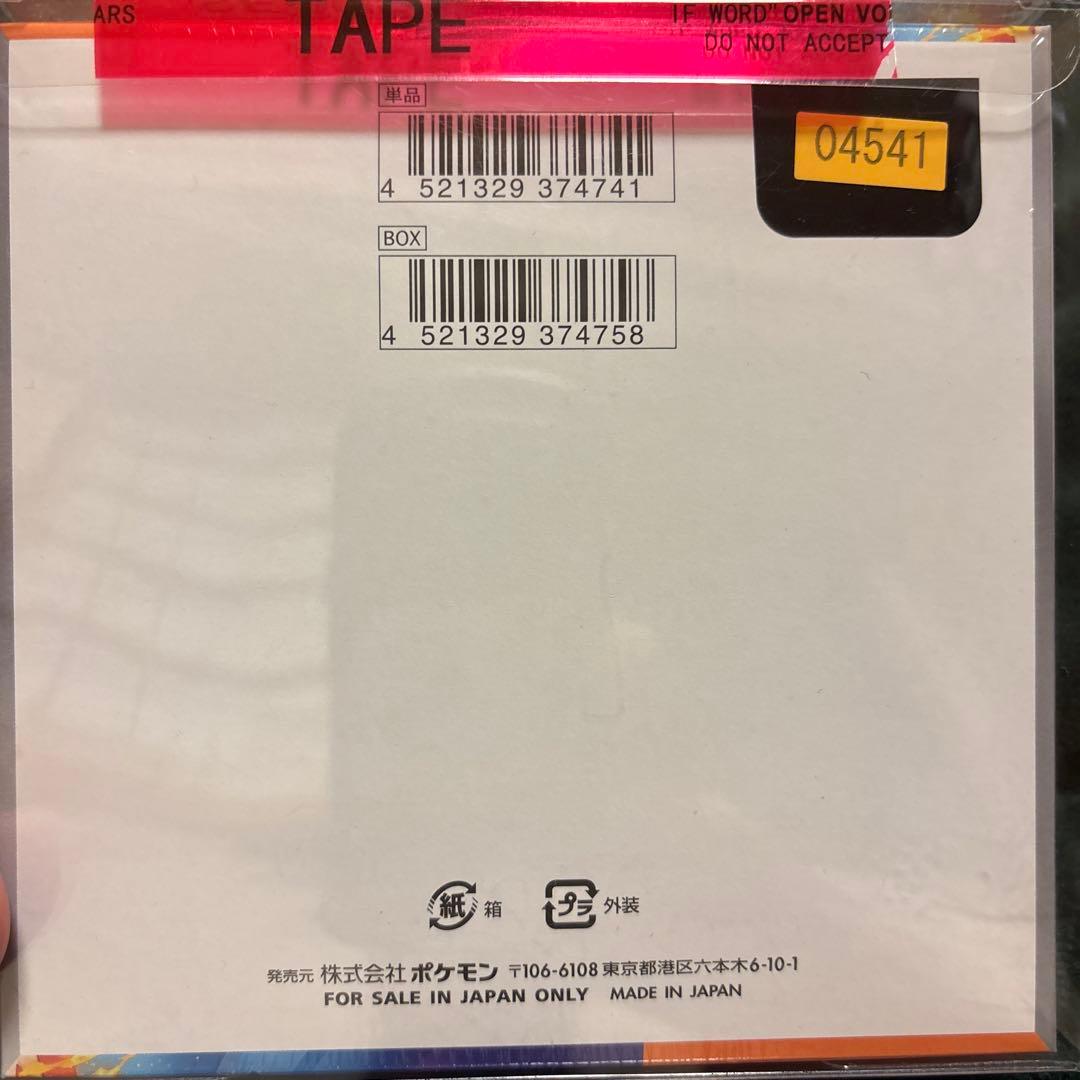 ARS
TAPE
IF WORD"OPEN VO
DO NOT ACCEPT
単品
4 521329 374741
04541
BOX
4 521329 374758
紙 箱
プラ 外装
発売元 株式会社 ポケモン 〒106-6108 東京都港区六本木6-10-1
FOR SALE IN JAPAN ONLY MADE IN JAPAN